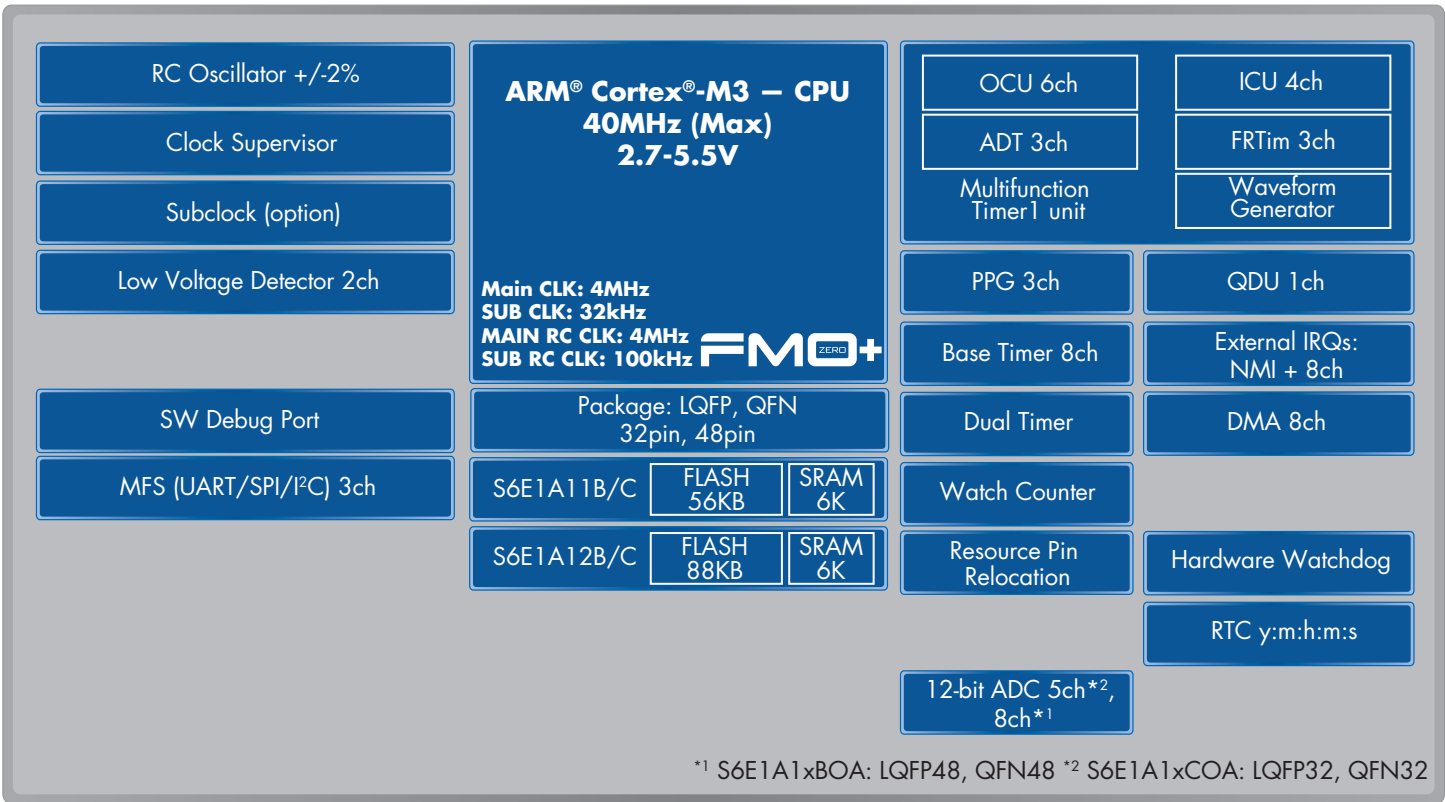 RC Oscillator +/-2%
Clock Supervisor
Subclock (option)
Low Voltage Detector 2ch
SW Debug Port
MFS (UART/SPI/I²C) 3ch
ARM® Cortex®-M3 — CPU
40MHz (Max)
2.7-5.5V
Main CLK: 4MHz
SUB CLK: 32kHz
MAIN RC CLK: 4MHz
SUB RC CLK: 100kHz
FM0+
ZERO
Package: LQFP, QFN
32pin, 48pin
S6E1A11B/C
FLASH
56KB
SRAM
6K
S6E1A12B/C
FLASH
88KB
SRAM
6K
OCU 6ch
ICU 4ch
ADT 3ch
FRTim 3ch
Multifunction
Timer1 unit
Waveform
Generator
PPG 3ch
QDU 1ch
Base Timer 8ch
External IRQs:
NMI + 8ch
Dual Timer
DMA 8ch
Watch Counter
Resource Pin
Relocation
Hardware Watchdog
RTC y:m:h:m:s
12-bit ADC 5ch*²,
8ch*¹
*¹ S6E1A1xBOA: LQFP48, QFN48 *² S6E1A1xCOA: LQFP32, QFN32